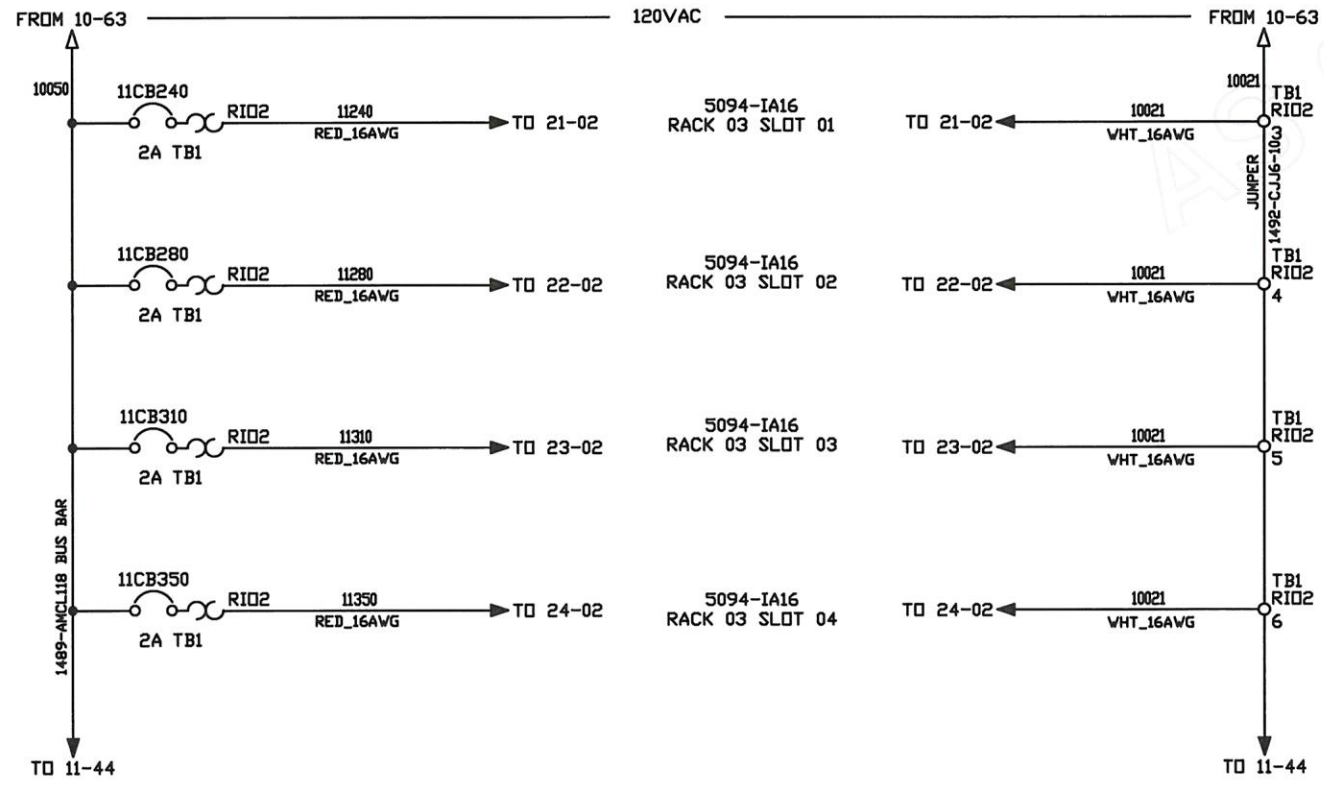 FROM 10-63 120VAC FROM 10-63
10050
11CB240
RIO2
11240
RED_16AWG
2A TB1
TO 21-02
5094-IA16
RACK 03 SLOT 01
TO 21-02
10021
WHT_16AWG
10021
TB1
RIO2
3
JUMPER
1492-CJJ6-10
11CB280
RIO2
11280
RED_16AWG
2A TB1
TO 22-02
5094-IA16
RACK 03 SLOT 02
TO 22-02
10021
WHT_16AWG
TB1
RIO2
4
11CB310
RIO2
11310
RED_16AWG
2A TB1
TO 23-02
5094-IA16
RACK 03 SLOT 03
TO 23-02
10021
WHT_16AWG
TB1
RIO2
5
1489-AMCL118 BUS BAR
11CB350
RIO2
11350
RED_16AWG
2A TB1
TO 24-02
5094-IA16
RACK 03 SLOT 04
TO 24-02
10021
WHT_16AWG
TB1
RIO2
6
TO 11-44
TO 11-44